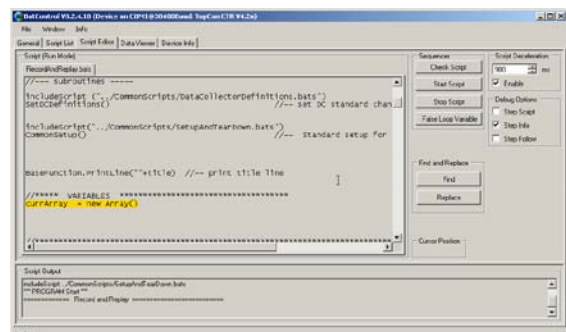 BatControl V0.2.4.18 (Device on COM1@38400baud: TopCon CTR V4.2x)
File Window Info
General Script List Script Editor Data Viewer Device Info
Script (Run Mode)
RecordAndReplay.bats
//---- subroutines -----
includeScript ("../CommonScripts/DataCollectorDefinitions.bats")
SetDCDefinitions() //-- set DC standard chan
includeScript("../CommonScripts/SetupAndTearDown.bats")
CommonSetup() //-- Standard setup for
BaseFunction.PrintLine(""+title) //-- print title line
//***** VARIABLES
currArray = new Array()
Sequences
Check Script
Start Script
Stop Script
False Loop Variable
Script Deceleration
900 ms
Enable
Debug Options
Step Script
Step Info
Step Follow
Find and Replace
Find
Replace
Cursor Position
Script Output
includeScript ../CommonScripts/SetupAndTearDown.bats
*** PROGRAM Start ***
Record and Replay